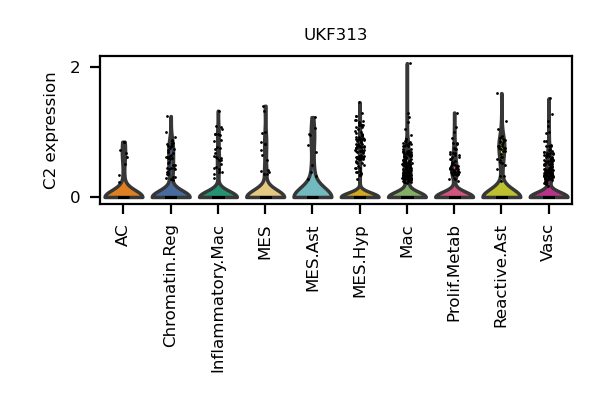 UKF313
C2 expression
2
0
AC
Chromatin.Reg
Inflammatory.Mac
MES
MES.Ast
MES.Hyp
Mac
Prolif.Metab
Reactive.Ast
Vasc